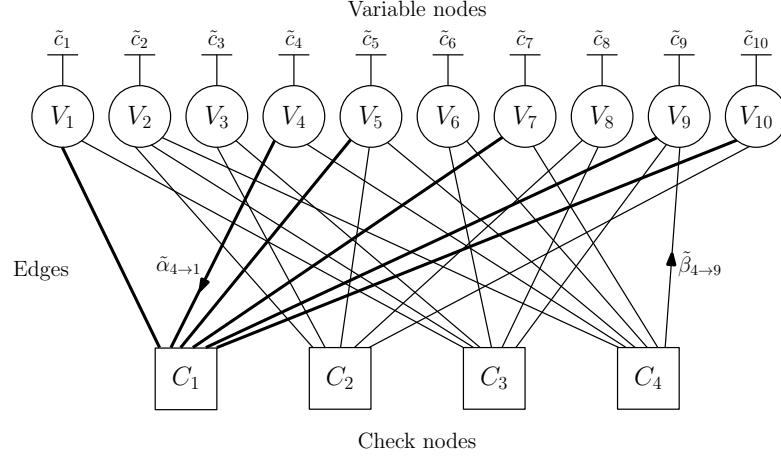 Variable nodes
c̃₁ c̃₂ c̃₃ c̃₄ c̃₅ c̃₆ c̃₇ c̃₈ c̃₉ c̃₁₀
V₁ V₂ V₃ V₄ V₅ V₆ V₇ V₈ V₉ V₁₀
Edges α̃₄→₁ β̃₄→₉
C₁ C₂ C₃ C₄
Check nodes